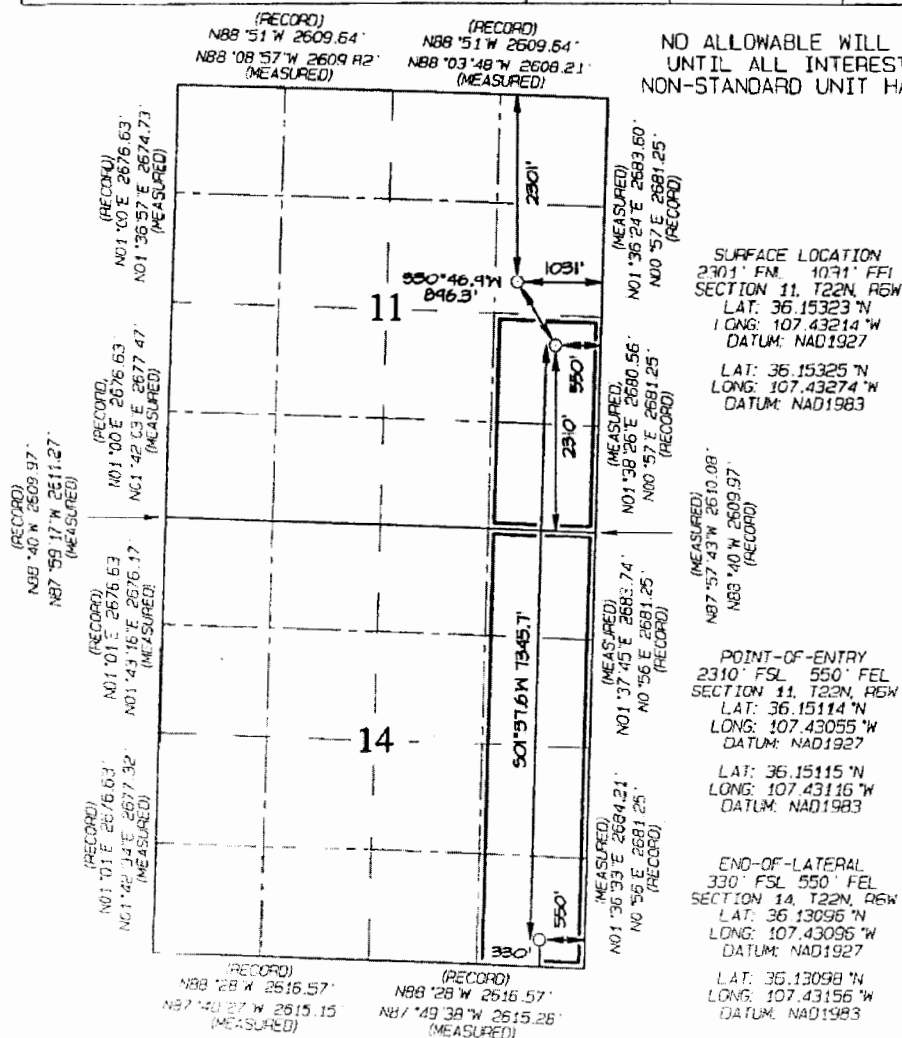 (RECORD)
N88°51'W 2609.64'
N88°08'57"W 2609.82'
(MEASURED)
(RECORD)
N88°51'W 2609.64'
N88°03'48"W 2608.21'
(MEASURED)
NO ALLOWABLE WILL
UNTIL ALL INTEREST
NON-STANDARD UNIT HA
(RECORD)
N01°00'E 2676.63'
N01°36'57"E 2674.73'
(MEASURED)
2301'
(MEASURED)
N01°36'24"E 2683.60'
N00°57'E 2681.25'
(RECORD)
1031'
S50°46.9'W
896.3'
11
SURFACE LOCATION
2301' FNL 1031' FEL
SECTION 11, T22N, R6W
LAT: 36.15323°N
LONG: 107.43214°W
DATUM: NAD1927
LAT: 36.15325°N
LONG: 107.43274°W
DATUM: NAD1983
(RECORD)
N01°00'E 2676.63
N01°42'03"E 2677.47'
(MEASURED)
550'
2310'
(MEASURED)
N01°38'26"E 2680.56'
N00°57'E 2681.25'
(RECORD)
(RECORD)
N88°40'W 2609.97'
N87°59'17"W 2611.27'
(MEASURED)
(MEASURED)
N87°57'43"W 2610.08'
N88°40'W 2609.97'
(RECORD)
(RECORD)
N01°01'E 2676.63
N01°43'16"E 2676.17'
(MEASURED)
S01°37.6'W 7345.7'
(MEASURED)
N01°37'45"E 2683.74'
N0°56'E 2681.25'
(RECORD)
POINT-OF-ENTRY
2310' FSL 550' FEL
SECTION 11, T22N, R6W
LAT: 36.15114°N
LONG: 107.43055°W
DATUM: NAD1927
LAT: 36.15115°N
LONG: 107.43116°W
DATUM: NAD1983
14
(RECORD)
N01°01'E 2676.63'
N01°42'34"E 2677.32'
(MEASURED)
(MEASURED)
N01°36'33"E 2684.21'
N0°56'E 2681.25'
(RECORD)
550'
330'
END-OF-LATERAL
330' FSL 550' FEL
SECTION 14, T22N, R6W
LAT: 36.13096°N
LONG: 107.43095°W
DATUM: NAD1927
LAT: 36.13098°N
LONG: 107.43156°W
DATUM: NAD1983
(RECORD)
N88°28'W 2616.57'
N87°40'27"W 2615.15'
(MEASURED)
(RECORD)
N88°28'W 2616.57'
N87°49'38"W 2615.28'
(MEASURED)